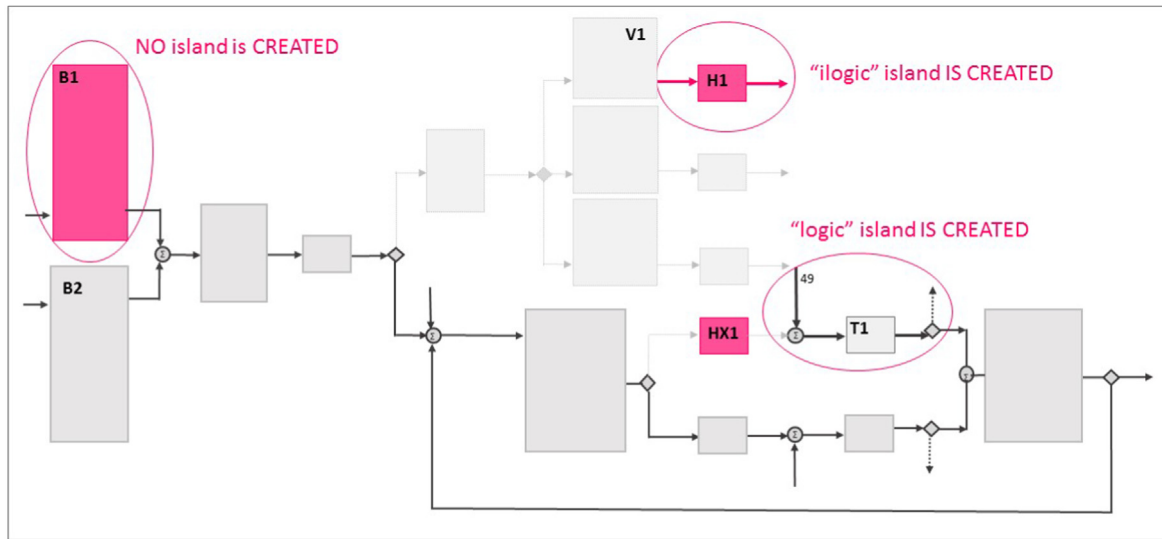 NO island is CREATED
V1
B1
H1
“ilogic” island IS CREATED
“logic” island IS CREATED
Σ
B2
49
HX1
T1
Σ
Σ
Σ
Σ